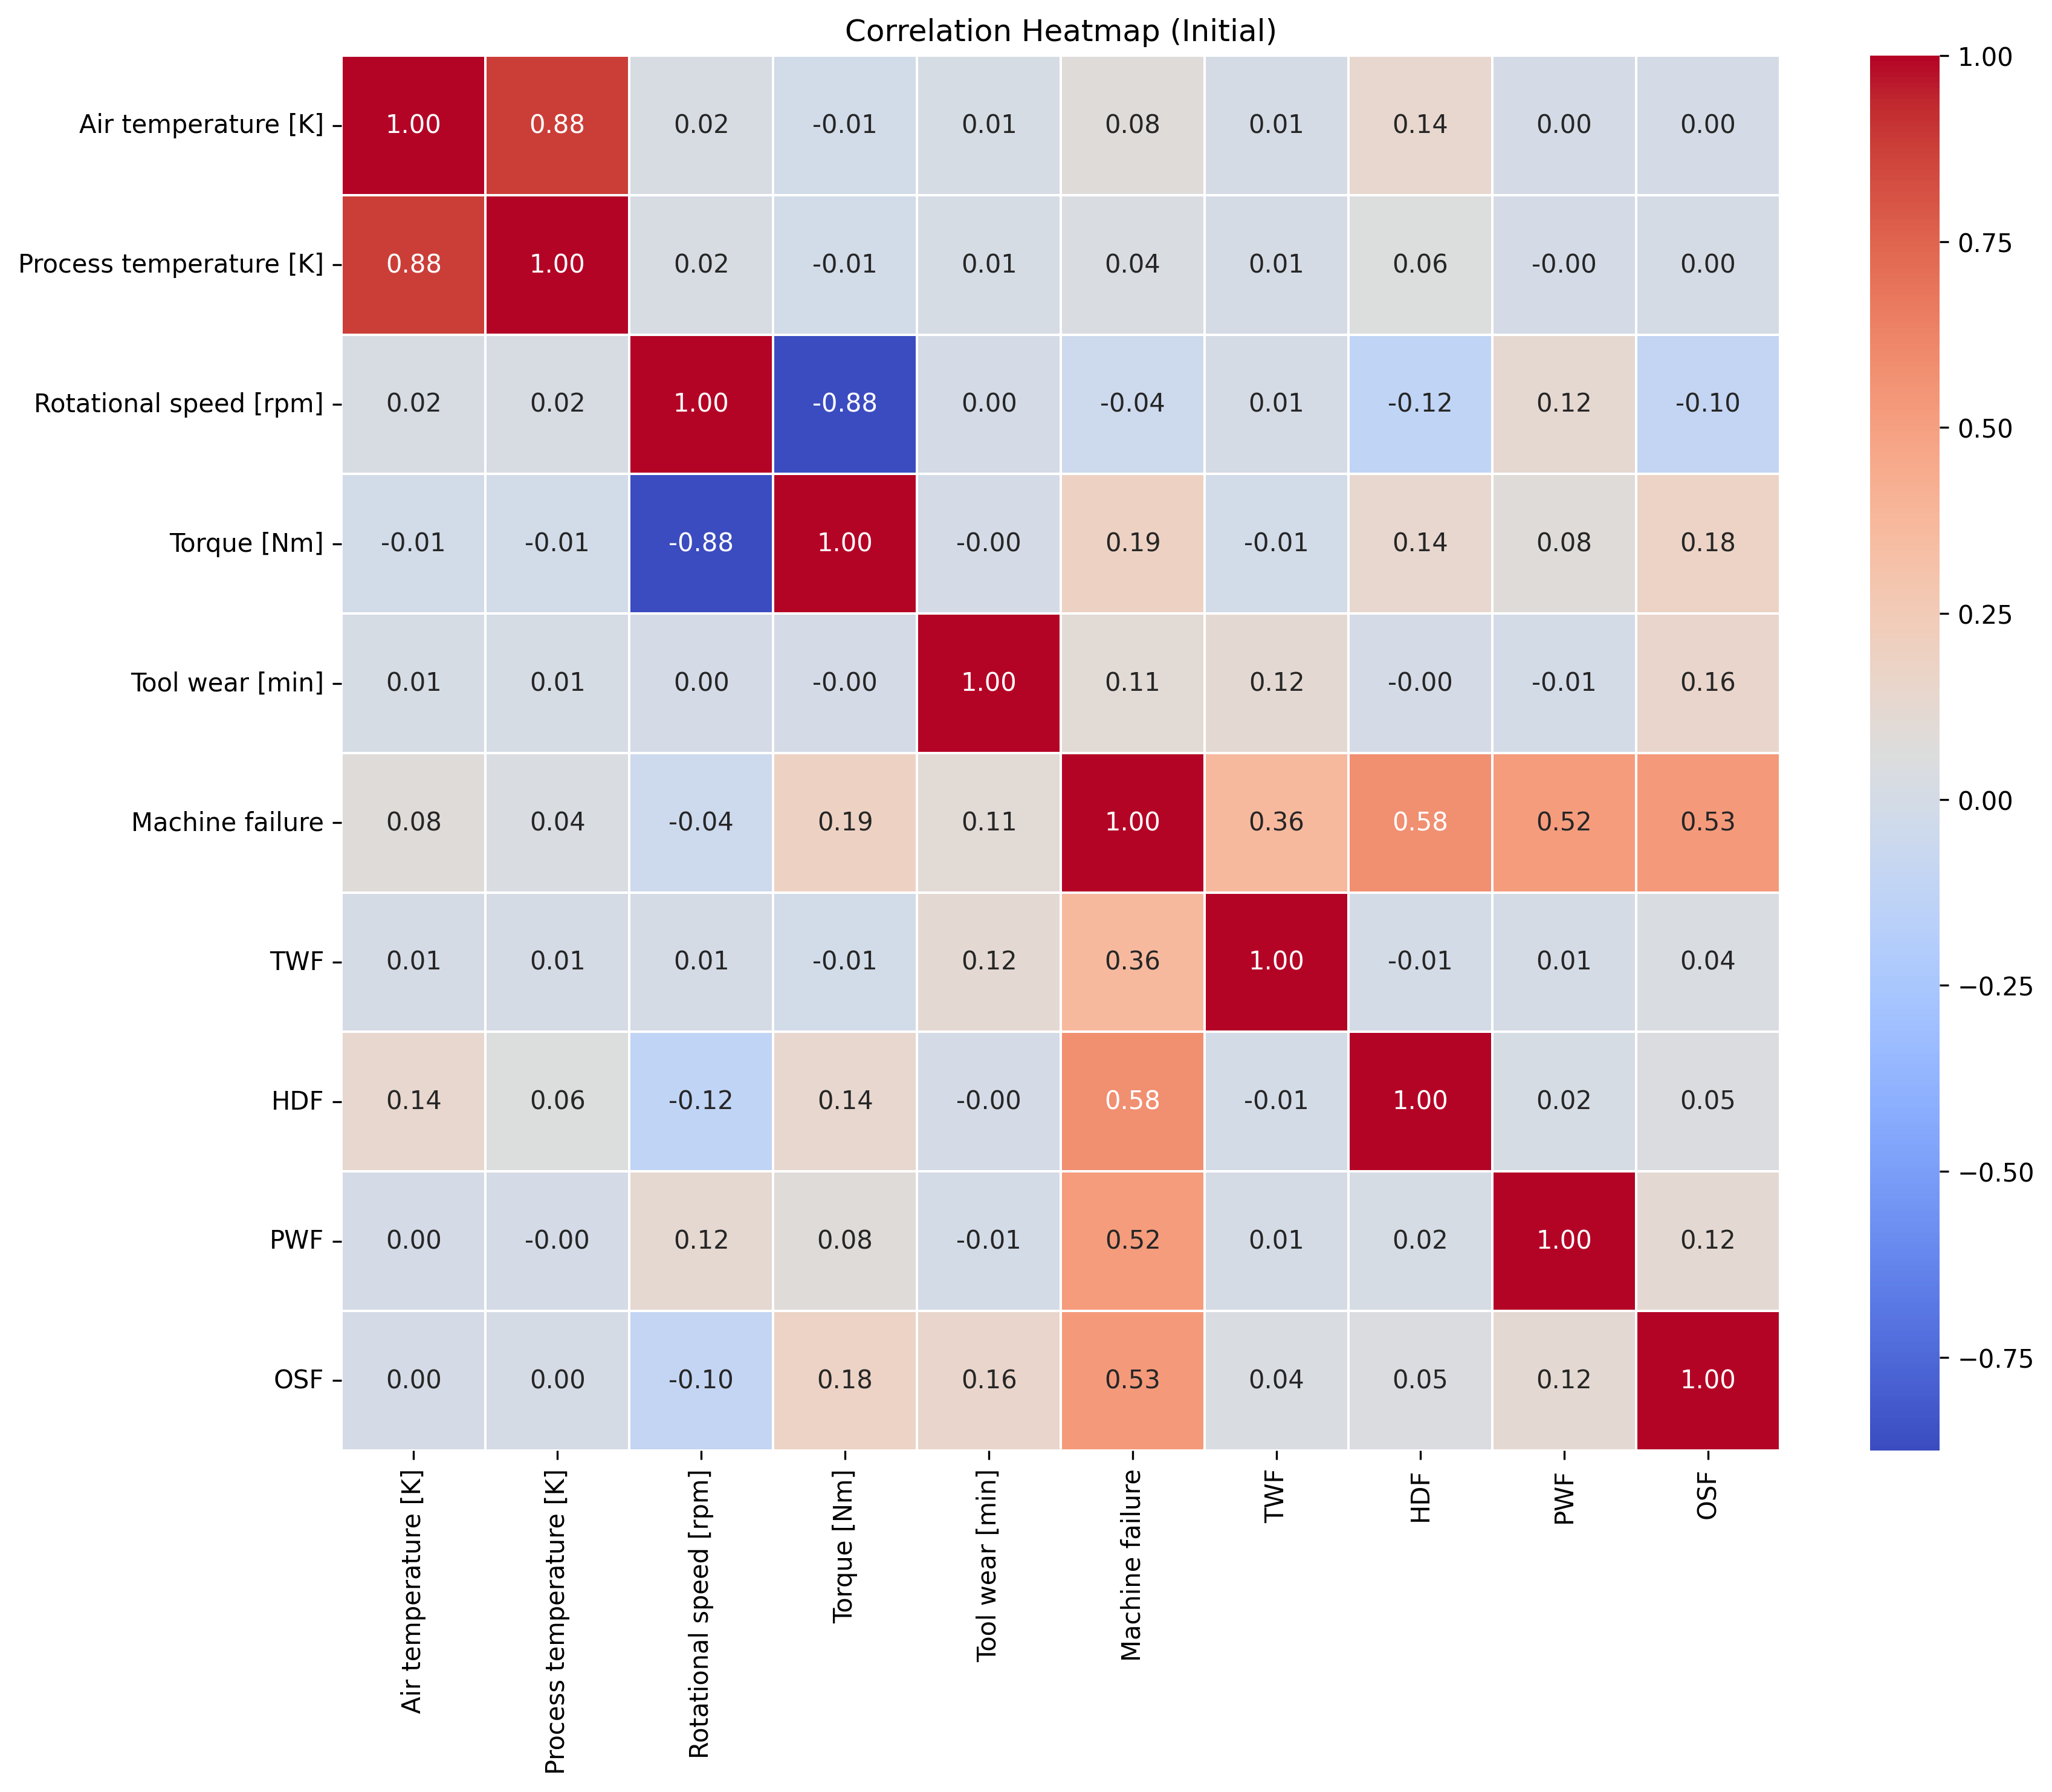 Correlation Heatmap (Initial)
Air temperature [K] 1.00 0.88 0.02 -0.01 0.01 0.08 0.01 0.14 0.00 0.00
Process temperature [K] 0.88 1.00 0.02 -0.01 0.01 0.04 0.01 0.06 -0.00 0.00
Rotational speed [rpm] 0.02 0.02 1.00 -0.88 0.00 -0.04 0.01 -0.12 0.12 -0.10
Torque [Nm] -0.01 -0.01 -0.88 1.00 -0.00 0.19 -0.01 0.14 0.08 0.18
Tool wear [min] 0.01 0.01 0.00 -0.00 1.00 0.11 0.12 -0.00 -0.01 0.16
Machine failure 0.08 0.04 -0.04 0.19 0.11 1.00 0.36 0.58 0.52 0.53
TWF 0.01 0.01 0.01 -0.01 0.12 0.36 1.00 -0.01 0.01 0.04
HDF 0.14 0.06 -0.12 0.14 -0.00 0.58 -0.01 1.00 0.02 0.05
PWF 0.00 -0.00 0.12 0.08 -0.01 0.52 0.01 0.02 1.00 0.12
OSF 0.00 0.00 -0.10 0.18 0.16 0.53 0.04 0.05 0.12 1.00
Air temperature [K]
Process temperature [K]
Rotational speed [rpm]
Torque [Nm]
Tool wear [min]
Machine failure
TWF
HDF
PWF
OSF
1.00
0.75
0.50
0.25
0.00
−0.25
−0.50
−0.75